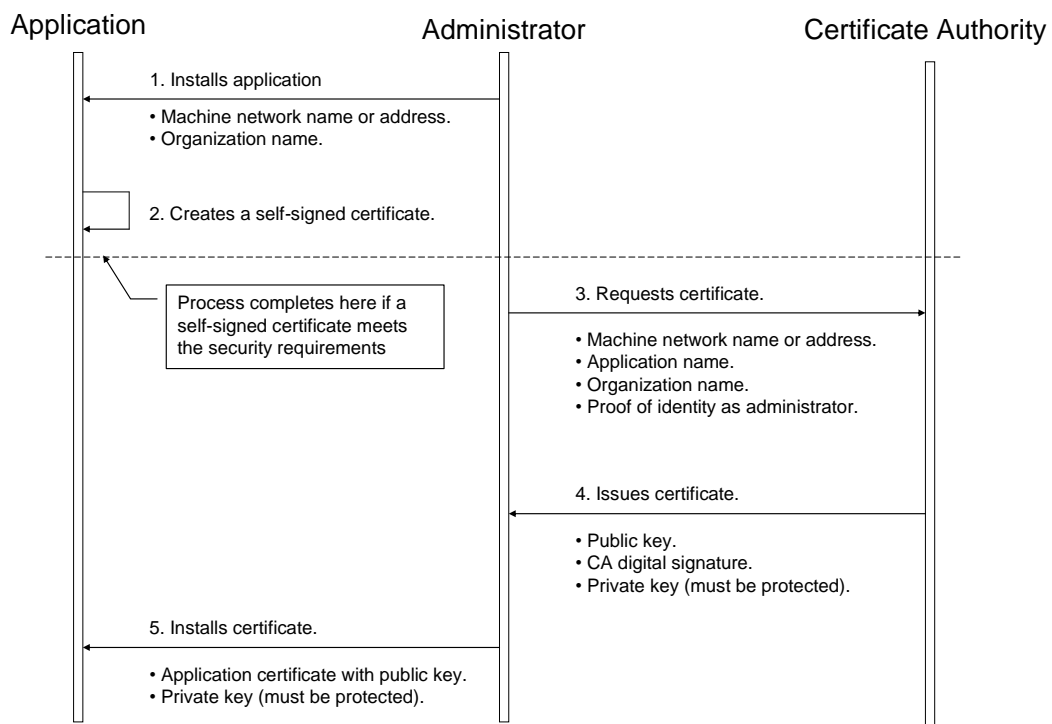 Application
Administrator
Certificate Authority
1. Installs application
• Machine network name or address.
• Organization name.
2. Creates a self-signed certificate.
Process completes here if a
self-signed certificate meets
the security requirements
3. Requests certificate.
• Machine network name or address.
• Application name.
• Organization name.
• Proof of identity as administrator.
4. Issues certificate.
• Public key.
• CA digital signature.
• Private key (must be protected).
5. Installs certificate.
• Application certificate with public key.
• Private key (must be protected).